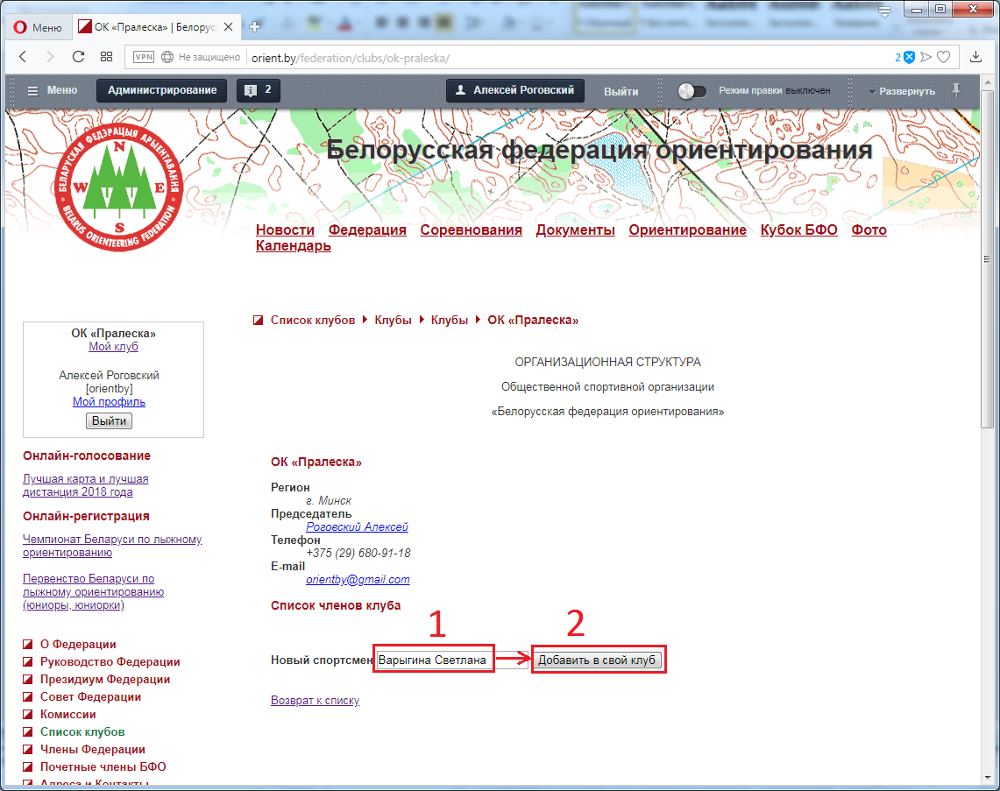 Меню
ОК «Пралеска» | Белорус
VPN
Не защищено
orient.by/federation/clubs/ok-praleska/
2
Меню
Администрирование
2
Алексей Роговский
Выйти
Режим правки выключен
Развернуть
БЕЛАРУСКАЯ ФЕДЭРАЦЫЯ АРЫЕНТАВАННЯ
N
W
E
S
BELARUS ORIENTEERING FEDERATION
Белорусская федерация ориентирования
Новости Федерация Соревнования Документы Ориентирование Кубок БФО Фото
Календарь
ОК «Пралеска»
Мой клуб
Алексей Роговский
[orientby]
Мой профиль
Выйти
Онлайн-голосование
Лучшая карта и лучшая
дистанция 2018 года
Онлайн-регистрация
Чемпионат Беларуси по лыжному
ориентированию
Первенство Беларуси по
лыжному ориентированию
(юниоры, юниорки)
О Федерации
Руководство Федерации
Президиум Федерации
Совет Федерации
Комиссии
Список клубов
Члены Федерации
Почетные члены БФО
Адреса и Контакты
Список клубов Клубы Клубы ОК «Пралеска»
ОРГАНИЗАЦИОННАЯ СТРУКТУРА
Общественной спортивной организации
«Белорусская федерация ориентирования»
ОК «Пралеска»
Регион
г. Минск
Председатель
Роговский Алексей
Телефон
+375 (29) 680-91-18
E-mail
orientby@gmail.com
Список членов клуба
1
2
Новый спортсмен Варыгина Светлана Добавить в свой клуб
Возврат к списку